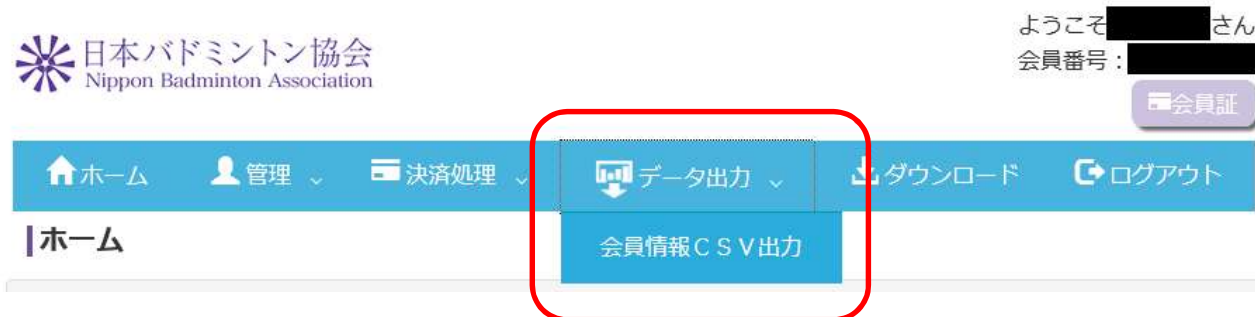 ようこそ さん
日本バドミントン協会
Nippon Badminton Association
会員番号：
会員証
ホーム 管理 決済処理 データ出力 ダウンロード ログアウト
ホーム
会員情報ＣＳＶ出力